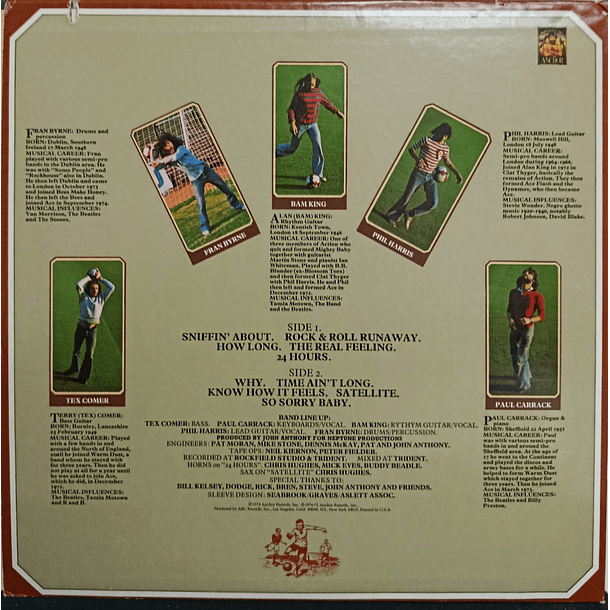 ANCHOR
FRAN BYRNE: Drums and
percussion
BORN: Dublin, Southern
Ireland 17 March 1948
MUSICAL CAREER: Fran
played with various semi-pro
bands in the Dublin area. He
was with "Some People" and
"Rockhouse" also in Dublin.
He then left Dublin and came
to London in October 1973
and joined Bees Make Honey.
He then left the Bees and
joined Ace in September 1974.
MUSICAL INFLUENCES:
Van Morrison, The Beatles
and The Stones.
FRAN BYRNE
BAM KING
ALAN (BAM) KING:
Rhythm Guitar
BORN: Kentish Town,
London 18 September 1946
MUSICAL CAREER: One of
three members of Action who
quit and formed Mighty Baby
together with guitarist
Martin Stone and pianist Ian
Whiteman. Played with B.B.
Blunder (ex-Blossom Toes)
and then formed Clat Thyger
with Phil Harris. He and Phil
then left and formed Ace in
December 1972.
MUSICAL INFLUENCES:
Tamla Motown, The Band
and the Beatles.
PHIL HARRIS
PHIL HARRIS: Lead Guitar
BORN: Muswell Hill,
London 18 July 1948
MUSICAL CAREER:
Semi-pro bands around
London during 1964-1966.
Joined Alan King in 1972 in
Clat Thyger, basically the
remains of Action. They then
formed Ace Flash and the
Dynamos, who then became
Ace.
MUSICAL INFLUENCES:
Stevie Wonder. Negro ghetto
music 1920-1940, notably
Robert Johnson, David Blake.
TEX COMER
TERRY (TEX) COMER:
Bass Guitar
BORN: Burnley, Lancashire
23 February 1949
MUSICAL CAREER: Played
with a few bands in and
around the North of England,
until he joined Warm Dust, a
band whom he stayed with
for three years. Then he did
not play at all for a year until
he was asked to join Ace,
which he did, in December
1972.
MUSICAL INFLUENCES:
The Beatles, Tamla Motown
and R and B.
PAUL CARRACK
PAUL CARRACK: Organ &
piano
BORN: Sheffield 22 April 1951
MUSICAL CAREER: Paul
was with various semi-pro
bands in and around the
Sheffield area. At the age of
17 he went to the Continent
and played the discos and
army bases for a while. He
helped to form Warm Dust
which stayed together for
three years. Then he joined
Ace in March 1973.
MUSICAL INFLUENCES:
The Beatles and Billy
Preston.
SIDE 1.
SNIFFIN' ABOUT. ROCK & ROLL RUNAWAY.
HOW LONG. THE REAL FEELING.
24 HOURS.
SIDE 2.
WHY. TIME AIN'T LONG.
KNOW HOW IT FEELS. SATELLITE.
SO SORRY BABY.
BAND LINE UP:
TEX COMER: BASS. PAUL CARRACK: KEYBOARDS/VOCAL. BAM KING: RYTHYM GUITAR/VOCAL.
PHIL HARRIS: LEAD GUITAR/VOCAL. FRAN BYRNE: DRUMS/PERCUSSION.
PRODUCED BY JOHN ANTHONY FOR NEPTUNE PRODUCTIONS
ENGINEERS: PAT MORAN, MIKE STONE, DENNIS McKAY, PAT AND JOHN ANTHONY.
TAPE OPS: NEIL KERNON, PETER FIELDER.
RECORDED AT ROCKFIELD STUDIO & TRIDENT. MIXED AT TRIDENT.
HORNS ON "24 HOURS". CHRIS HUGHES, MICK EVES, BUDDY BEADLE.
SAX ON "SATELLITE" CHRIS HUGHES.
SPECIAL THANKS TO:
BILL KELSEY, DODGE, RICK, BIEN, STEVE, JOHN ANTHONY AND FRIENDS.
SLEEVE DESIGN: SEABROOK/GRAVES/ASLETT ASSOC.
Anchor Records, Inc.
ABC Records, Inc., Los Angeles, Calif. New York Printed in U.S.A.